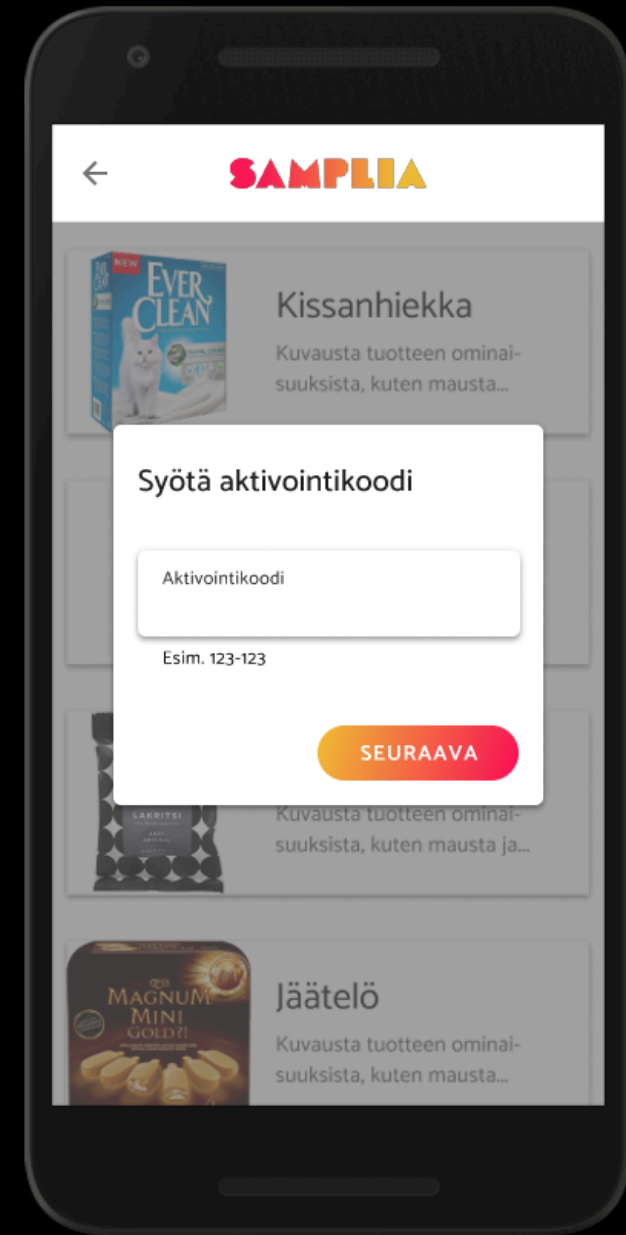 SAMPLIA
NEW
EVER
CLEAN
Kissanhiekka
Kuvausta tuotteen ominai-
suuksista, kuten mausta...
Syötä aktivointikoodi
Aktivointikoodi
Esim. 123-123
SEURAAVA
LAKRITSI
Kuvausta tuotteen ominai-
suuksista, kuten mausta ja...
MAGNUM
MINI
GOLD?!
Jäätelö
Kuvausta tuotteen ominai-
suuksista, kuten mausta...